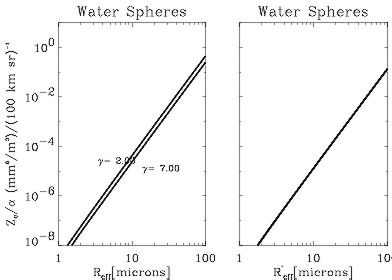 Water Spheres
Water Spheres
Z_e/α (mm⁶/m³)/(100 km sr)⁻¹
10⁰
10⁻²
10⁻⁴
10⁻⁶
10⁻⁸
γ= 2.00
γ= 7.00
1
10
100
1
10
100
R_eff[microns]
R'_eff[microns]